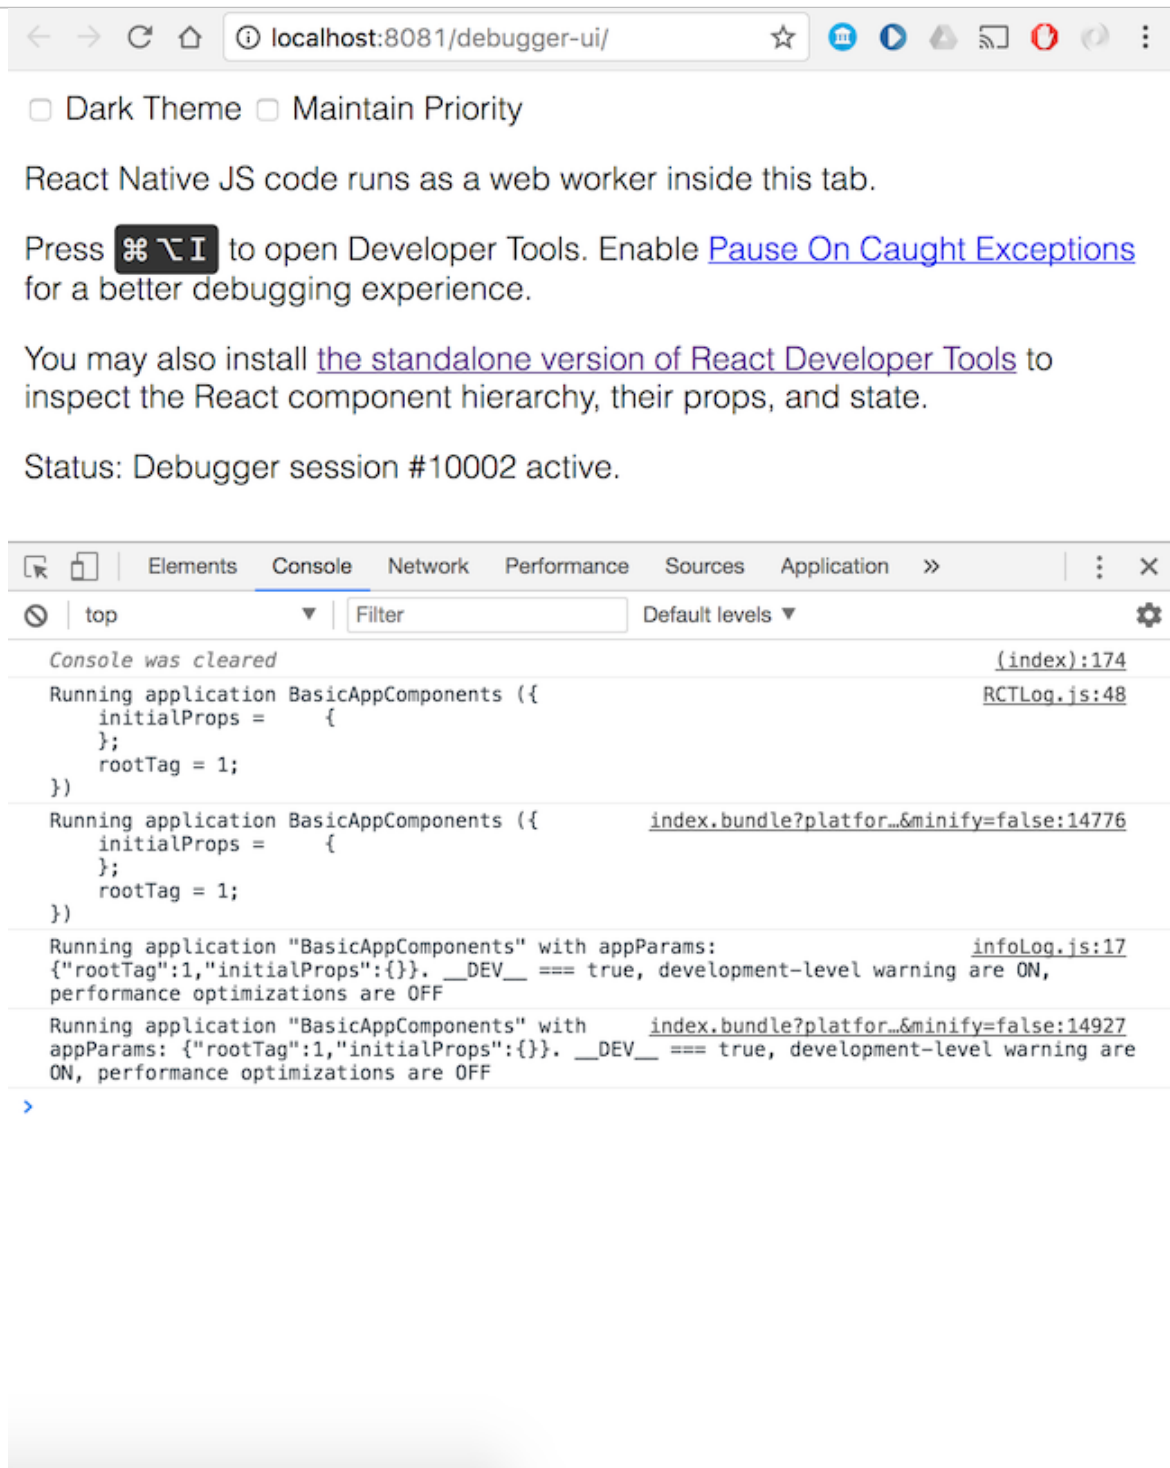 localhost:8081/debugger-ui/
Dark Theme Maintain Priority
React Native JS code runs as a web worker inside this tab.
Press ⌘⌥I to open Developer Tools. Enable Pause On Caught Exceptions
for a better debugging experience.
You may also install the standalone version of React Developer Tools to
inspect the React component hierarchy, their props, and state.
Status: Debugger session #10002 active.
Elements Console Network Performance Sources Application »
top Filter Default levels
Console was cleared (index):174
Running application BasicAppComponents ({ RCTLog.js:48
initialProps = {
};
rootTag = 1;
})
Running application BasicAppComponents ({ index.bundle?platfor…&minify=false:14776
initialProps = {
};
rootTag = 1;
})
Running application "BasicAppComponents" with appParams: infoLog.js:17
{"rootTag":1,"initialProps":{}}. __DEV__ === true, development-level warning are ON,
performance optimizations are OFF
Running application "BasicAppComponents" with index.bundle?platfor…&minify=false:14927
appParams: {"rootTag":1,"initialProps":{}}. __DEV__ === true, development-level warning are
ON, performance optimizations are OFF